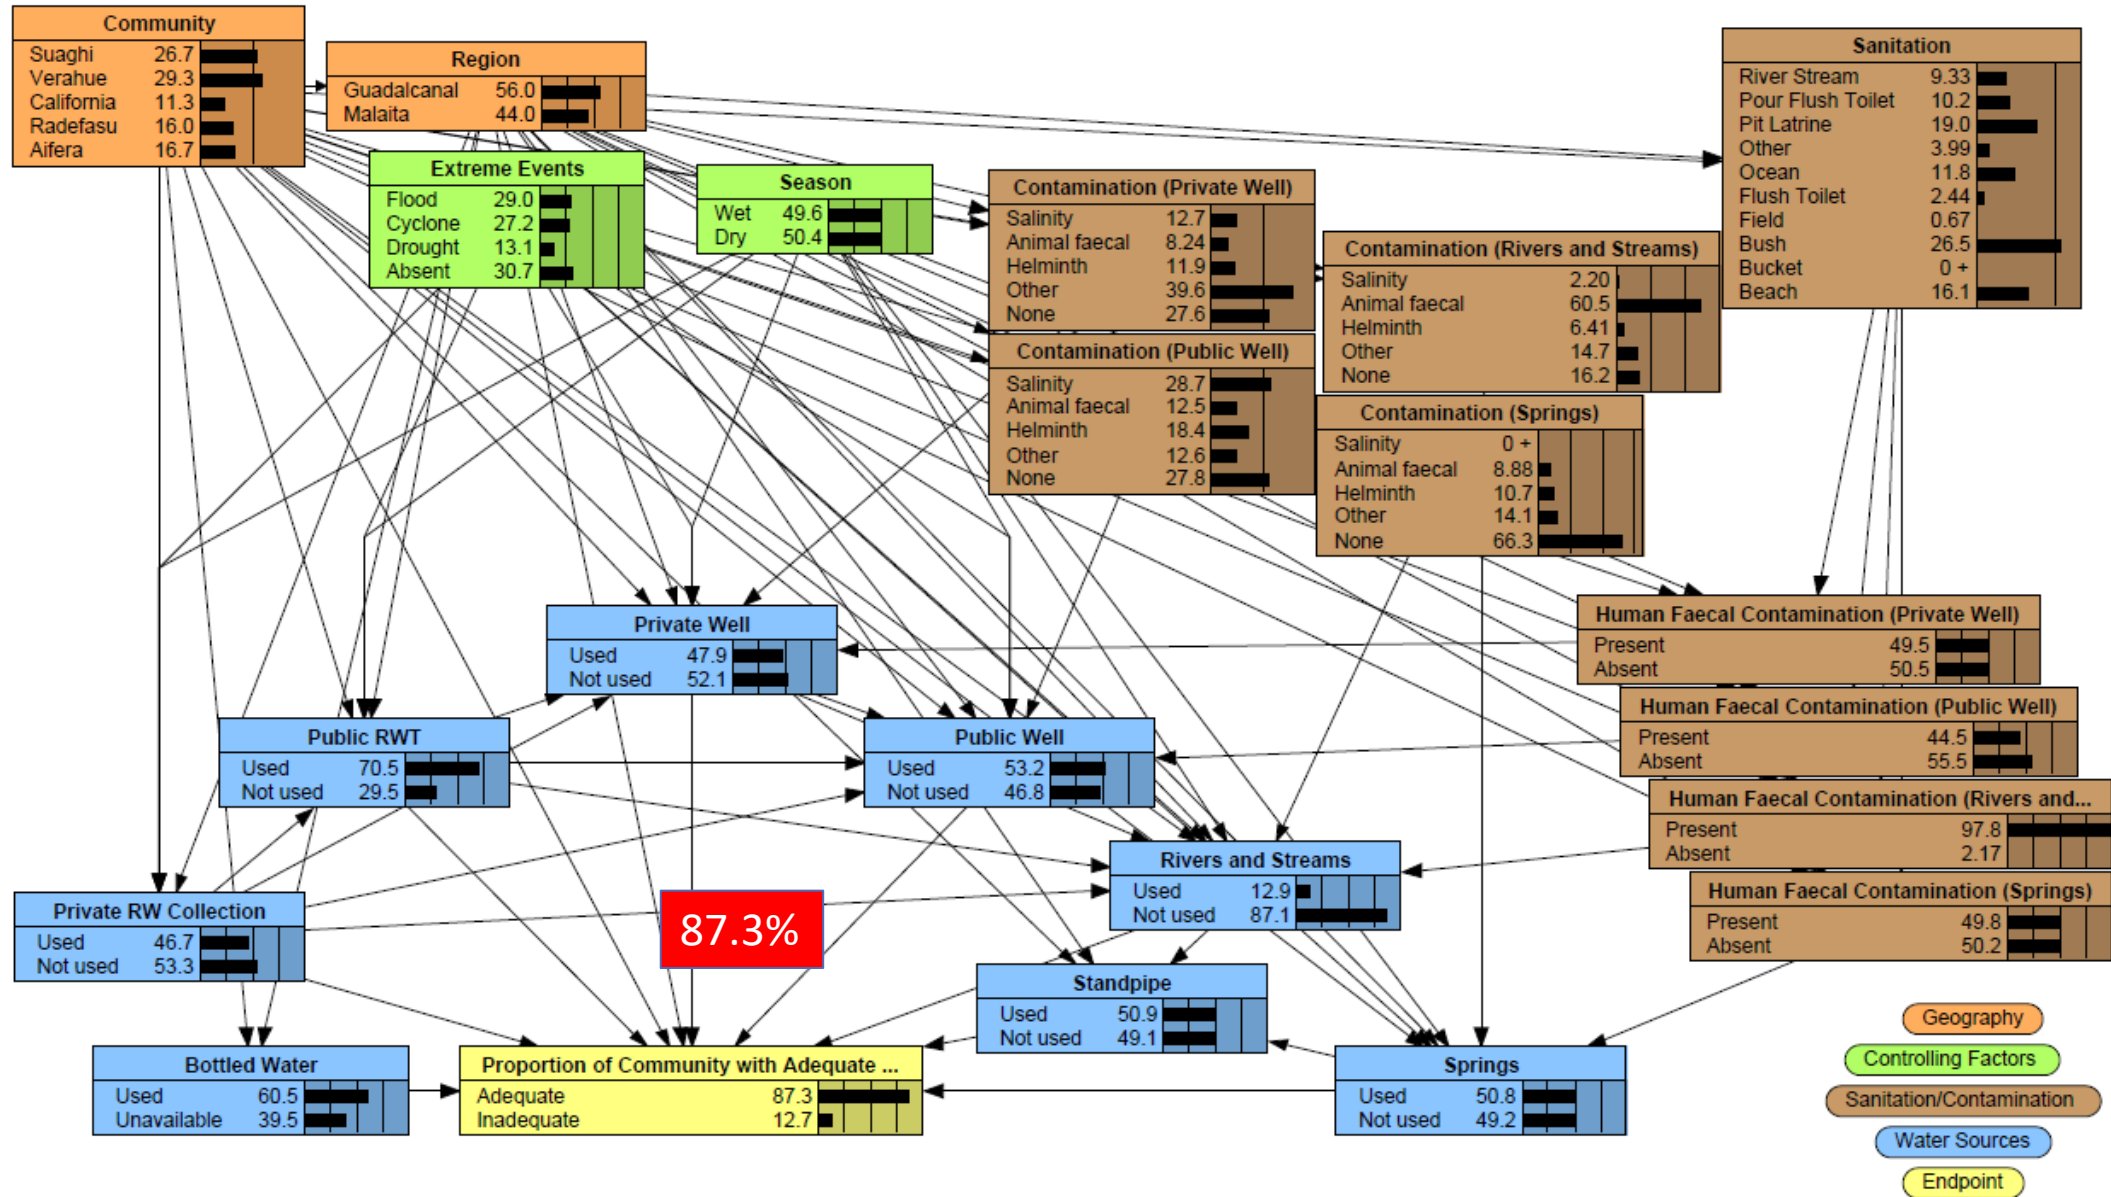 Community
Suaghi 26.7
Verahue 29.3
California 11.3
Radefasu 16.0
Aifera 16.7
Region
Guadalcanal 56.0
Malaita 44.0
Extreme Events
Flood 29.0
Cyclone 27.2
Drought 13.1
Absent 30.7
Season
Wet 49.6
Dry 50.4
Contamination (Private Well)
Salinity 12.7
Animal faecal 8.24
Helminth 11.9
Other 39.6
None 27.6
Contamination (Public Well)
Salinity 28.7
Animal faecal 12.5
Helminth 18.4
Other 12.6
None 27.8
Contamination (Rivers and Streams)
Salinity 2.20
Animal faecal 60.5
Helminth 6.41
Other 14.7
None 16.2
Contamination (Springs)
Salinity 0 +
Animal faecal 8.88
Helminth 10.7
Other 14.1
None 66.3
Sanitation
River Stream 9.33
Pour Flush Toilet 10.2
Pit Latrine 19.0
Other 3.99
Ocean 11.8
Flush Toilet 2.44
Field 0.67
Bush 26.5
Bucket 0 +
Beach 16.1
Human Faecal Contamination (Private Well)
Present 49.5
Absent 50.5
Human Faecal Contamination (Public Well)
Present 44.5
Absent 55.5
Human Faecal Contamination (Rivers and...
Present 97.8
Absent 2.17
Human Faecal Contamination (Springs)
Present 49.8
Absent 50.2
Private Well
Used 47.9
Not used 52.1
Public RWT
Used 70.5
Not used 29.5
Public Well
Used 53.2
Not used 46.8
Rivers and Streams
Used 12.9
Not used 87.1
Private RW Collection
Used 46.7
Not used 53.3
87.3%
Standpipe
Used 50.9
Not used 49.1
Bottled Water
Used 60.5
Unavailable 39.5
Proportion of Community with Adequate ...
Adequate 87.3
Inadequate 12.7
Springs
Used 50.8
Not used 49.2
Geography
Controlling Factors
Sanitation/Contamination
Water Sources
Endpoint